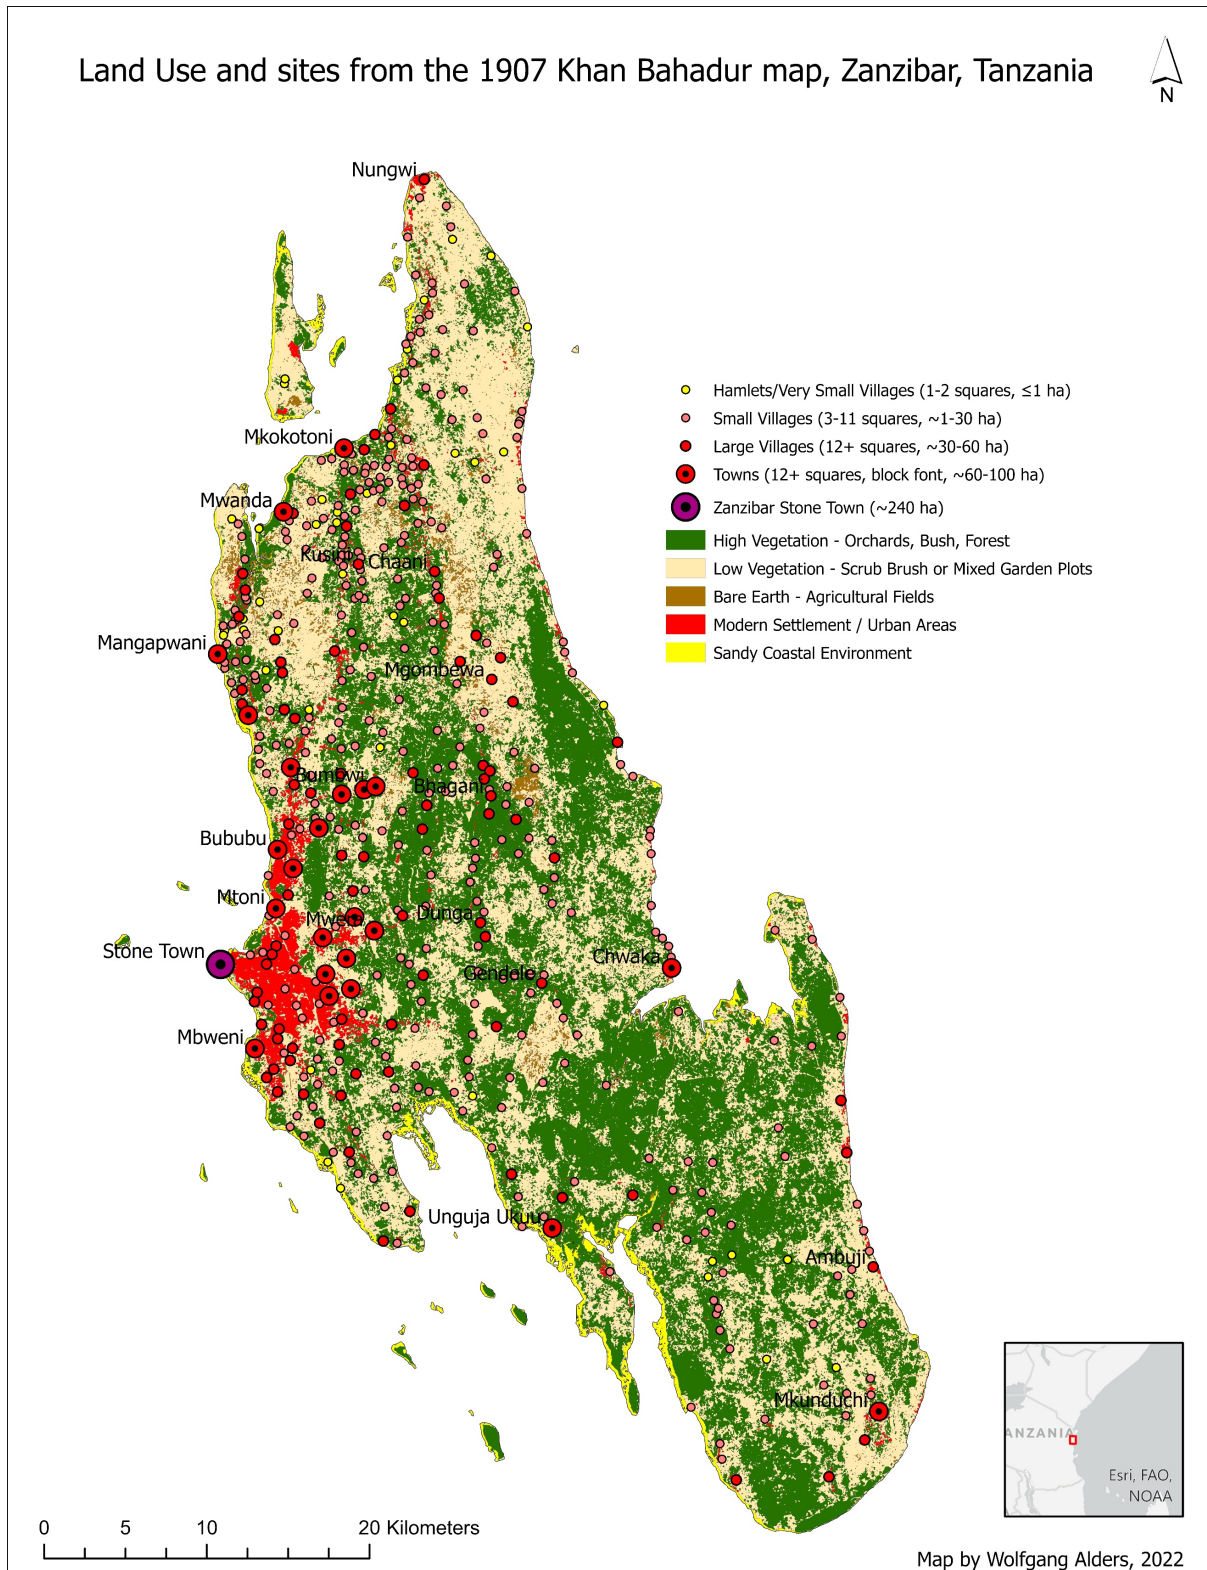 Land Use and sites from the 1907 Khan Bahadur map, Zanzibar, Tanzania
N
Nungwi
Mkokotoni
Mwanda
Kusini
Chaani
Mangapwani
Mgombewa
Bumbwi
Bhagani
Bububu
Mtoni
Mwera
Dunga
Stone Town
Gendele
Chwaka
Mbweni
Unguja Ukuu
Ambuji
Mkunduchi
Hamlets/Very Small Villages (1-2 squares, ≤1 ha)
Small Villages (3-11 squares, ~1-30 ha)
Large Villages (12+ squares, ~30-60 ha)
Towns (12+ squares, block font, ~60-100 ha)
Zanzibar Stone Town (~240 ha)
High Vegetation - Orchards, Bush, Forest
Low Vegetation - Scrub Brush or Mixed Garden Plots
Bare Earth - Agricultural Fields
Modern Settlement / Urban Areas
Sandy Coastal Environment
ANZANIA
Esri, FAO,
NOAA
0 5 10 20 Kilometers
Map by Wolfgang Alders, 2022